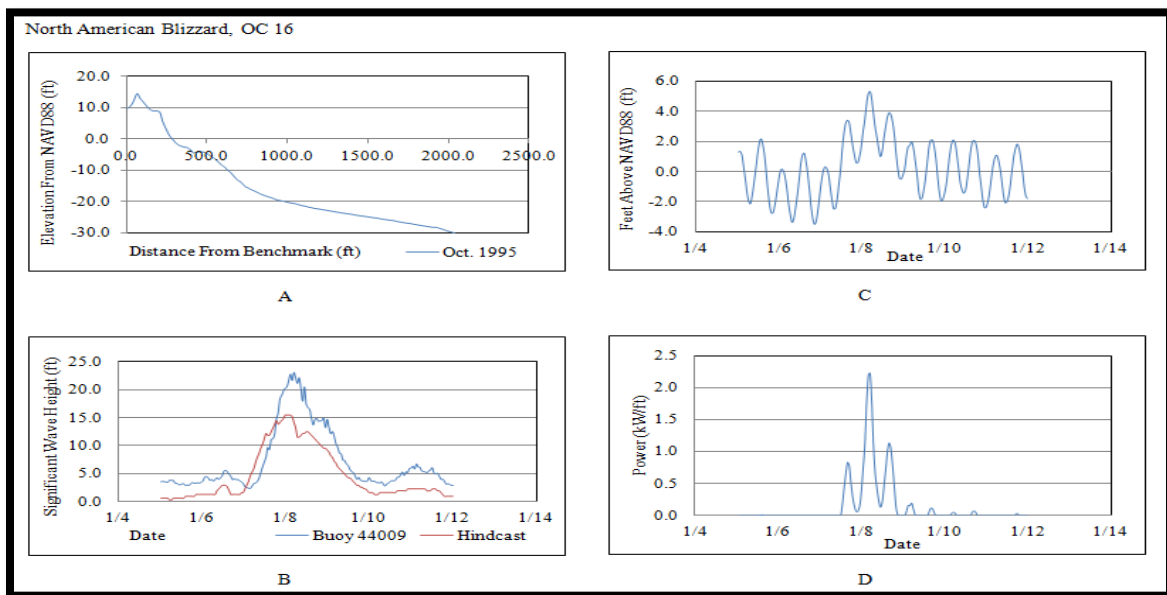 North American Blizzard, OC 16
Elevation From NAVD88 (ft)
20.0
10.0
0.0
-10.0
-20.0
-30.0
0.0 500.0 1000.0 1500.0 2000.0 2500.0
Distance From Benchmark (ft)
Oct. 1995
A
Feet Above NAVD88 (ft)
6.0
4.0
2.0
0.0
-2.0
-4.0
1/4 1/6 1/8 1/10 1/12 1/14
Date
C
Significant Wave Height (ft)
25.0
20.0
15.0
10.0
5.0
0.0
1/4 1/6 1/8 1/10 1/12 1/14
Date
Buoy 44009 Hindcast
B
Power (kW/ft)
2.5
2.0
1.5
1.0
0.5
0.0
1/4 1/6 1/8 1/10 1/12 1/14
Date
D